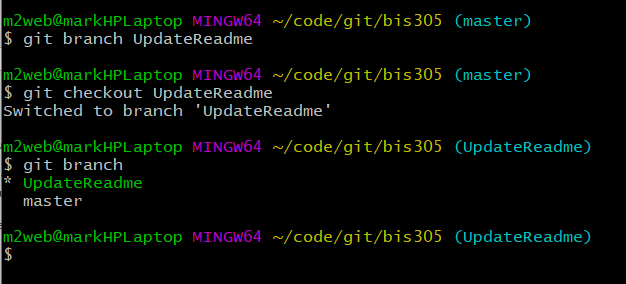 m2web@markHPLaptop MINGW64 ~/code/git/bis305 (master)
$ git branch UpdateReadme
m2web@markHPLaptop MINGW64 ~/code/git/bis305 (master)
$ git checkout UpdateReadme
Switched to branch 'UpdateReadme'
m2web@markHPLaptop MINGW64 ~/code/git/bis305 (UpdateReadme)
$ git branch
* UpdateReadme
  master
m2web@markHPLaptop MINGW64 ~/code/git/bis305 (UpdateReadme)
$